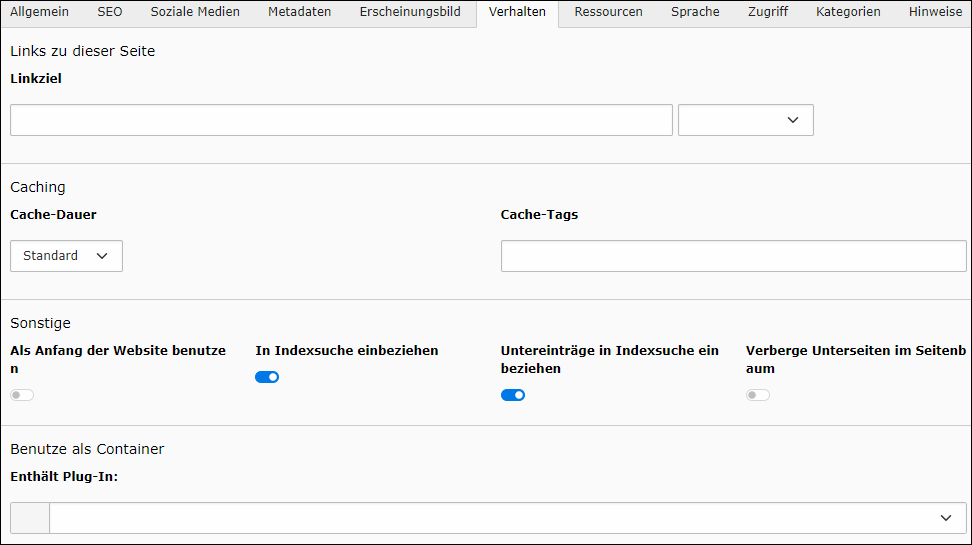 Allgemein SEO Soziale Medien Metadaten Erscheinungsbild Verhalten Ressourcen Sprache Zugriff Kategorien Hinweise
Links zu dieser Seite
Linkziel
Caching
Cache-Dauer Cache-Tags
Standard
Sonstige
Als Anfang der Website benutze
n
In Indexsuche einbeziehen
Untereinträge in Indexsuche ein
beziehen
Verberge Unterseiten im Seitenb
aum
Benutze als Container
Enthält Plug-In: